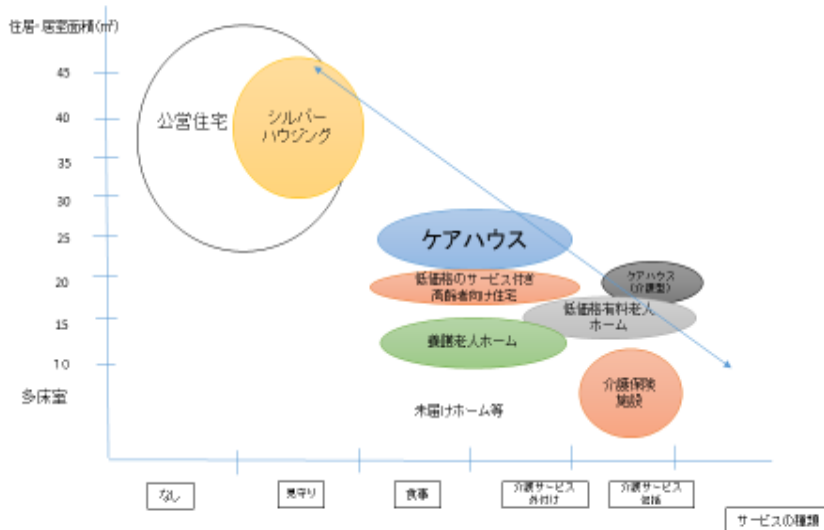 住居・居室面積(㎡)
45
40
35
30
25
20
15
10
多床室
公営住宅
シルバー
ハウジング
ケアハウス
低価格のサービス付き
高齢者向け住宅
ケアハウス
(介護型)
低価格有料老人
ホーム
養護老人ホーム
介護保険
施設
未届けホーム等
なし
見守り
食事
介護サービス
外付け
介護サービス
包括
サービスの種類